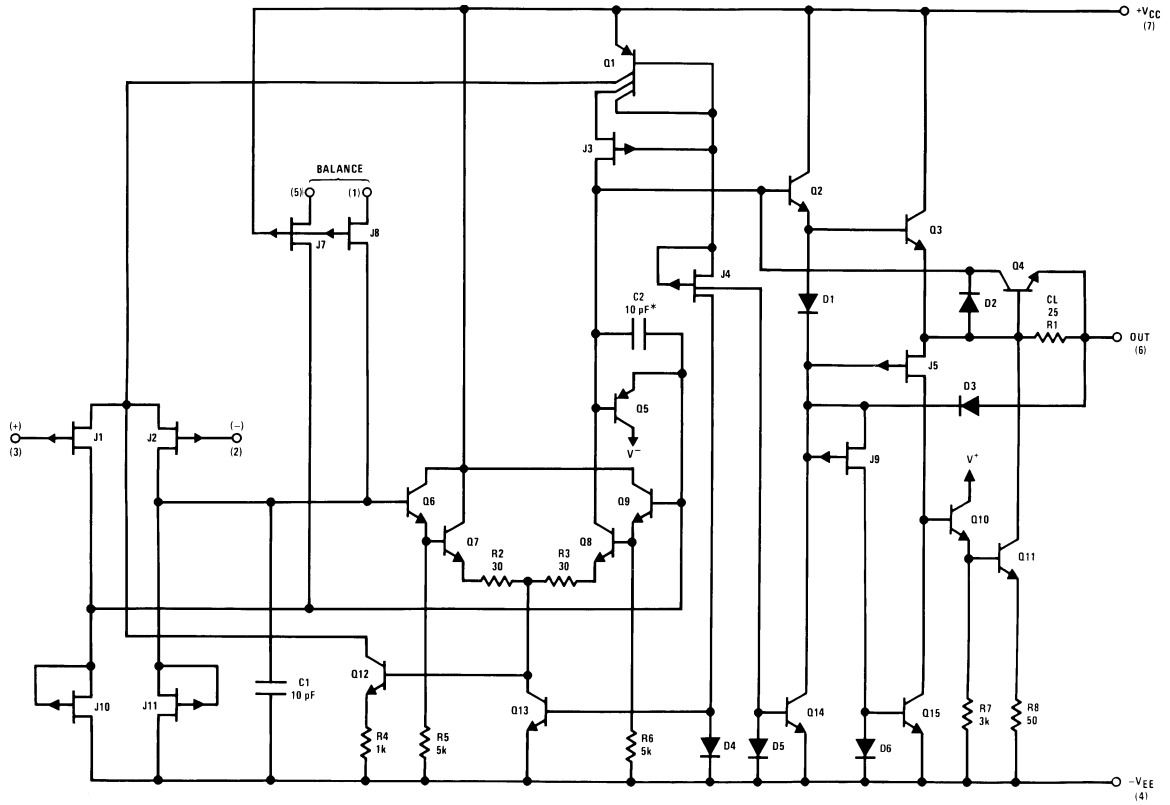 +VCC
(7)
Q1
J3
BALANCE
(5)
(1)
J7
J8
Q2
Q3
J4
Q4
C2
10 pF*
D1
D2
CL
25
R1
OUT
(6)
J5
Q5
V−
D3
(+)
(3)
J1
J2
(−)
(2)
J9
V+
Q6
Q9
Q7
Q8
Q10
R2
30
R3
30
Q11
Q12
C1
10 pF
J10
J11
Q13
Q14
Q15
R4
1k
R5
5k
R6
5k
D4
D5
D6
R7
3k
R8
50
−VEE
(4)